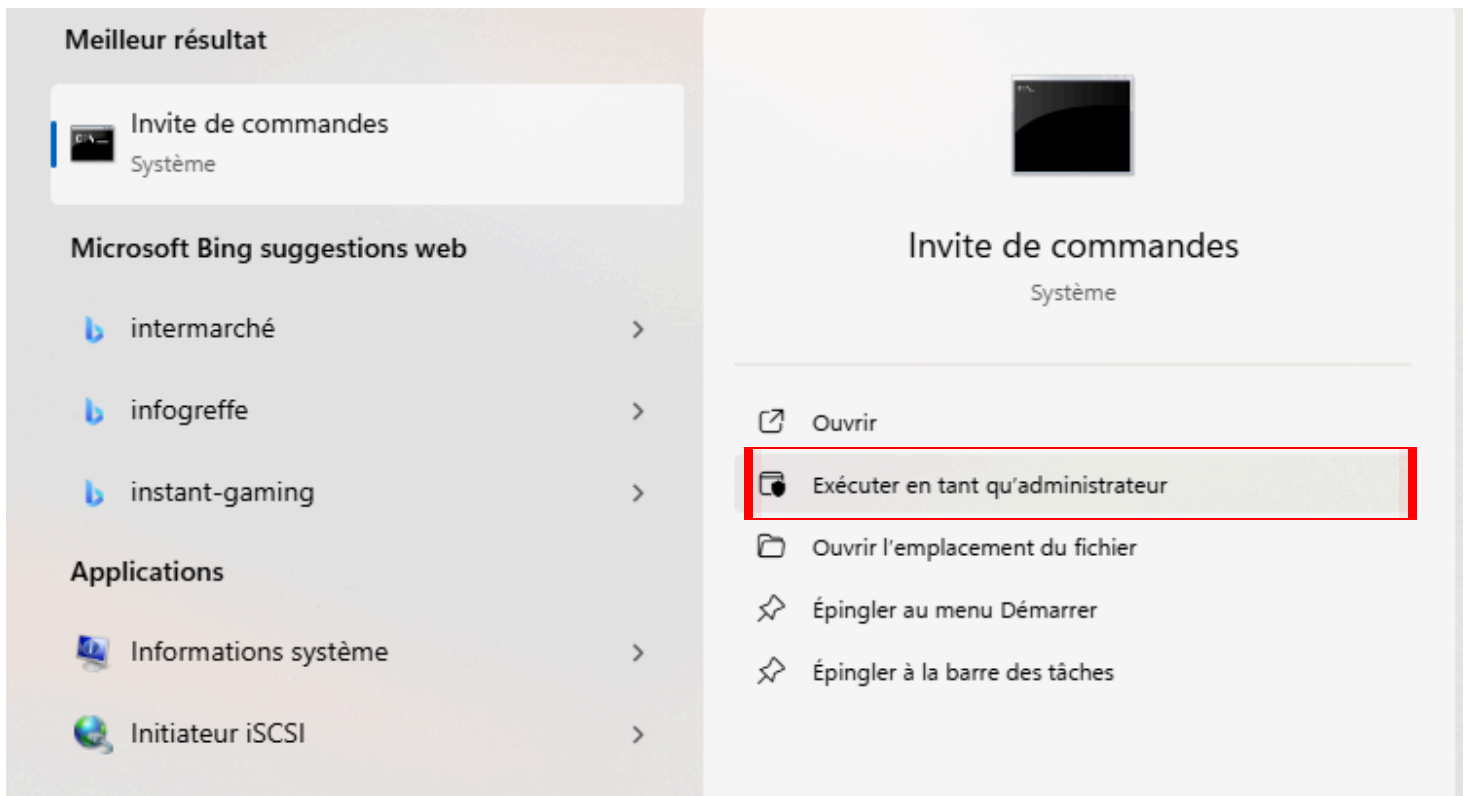 Meilleur résultat
Invite de commandes
Système
Microsoft Bing suggestions web
intermarché
infogreffe
instant-gaming
Applications
Informations système
Initiateur iSCSI
Invite de commandes
Système
Ouvrir
Exécuter en tant qu'administrateur
Ouvrir l'emplacement du fichier
Épingler au menu Démarrer
Épingler à la barre des tâches